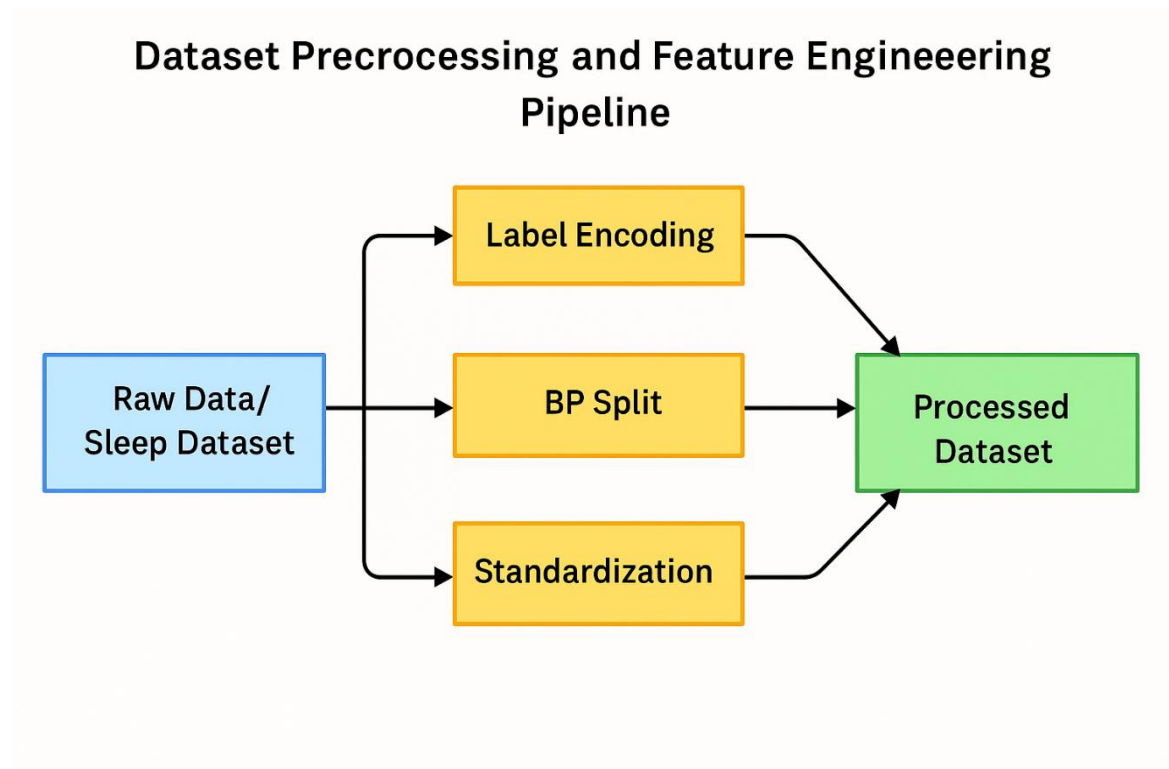 Dataset Precrocessing and Feature Engineeering
Pipeline
Label Encoding
Raw Data/
Sleep Dataset
BP Split
Processed
Dataset
Standardization